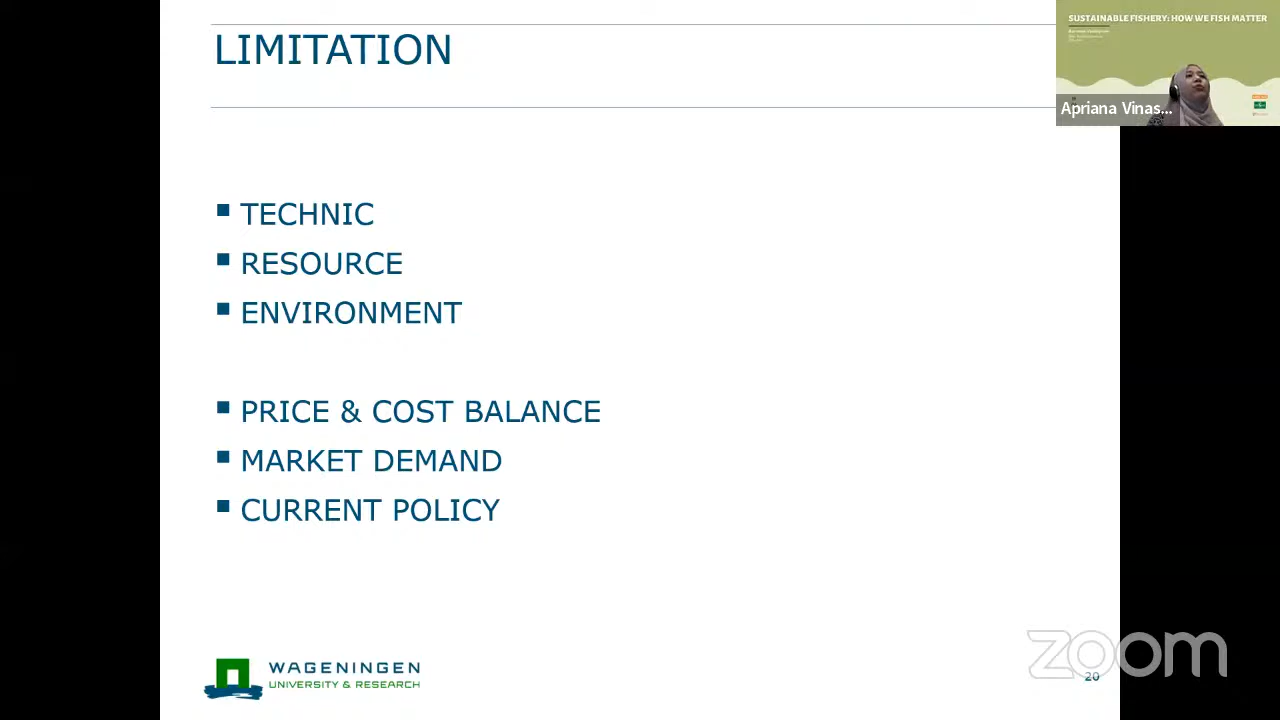 LIMITATION
SUSTAINABLE FISHERY: HOW WE FISH MATTER
Apriana Vinas...
▪ TECHNIC
▪ RESOURCE
▪ ENVIRONMENT
▪ PRICE & COST BALANCE
▪ MARKET DEMAND
▪ CURRENT POLICY
WAGENINGEN
UNIVERSITY & RESEARCH
zoom
20